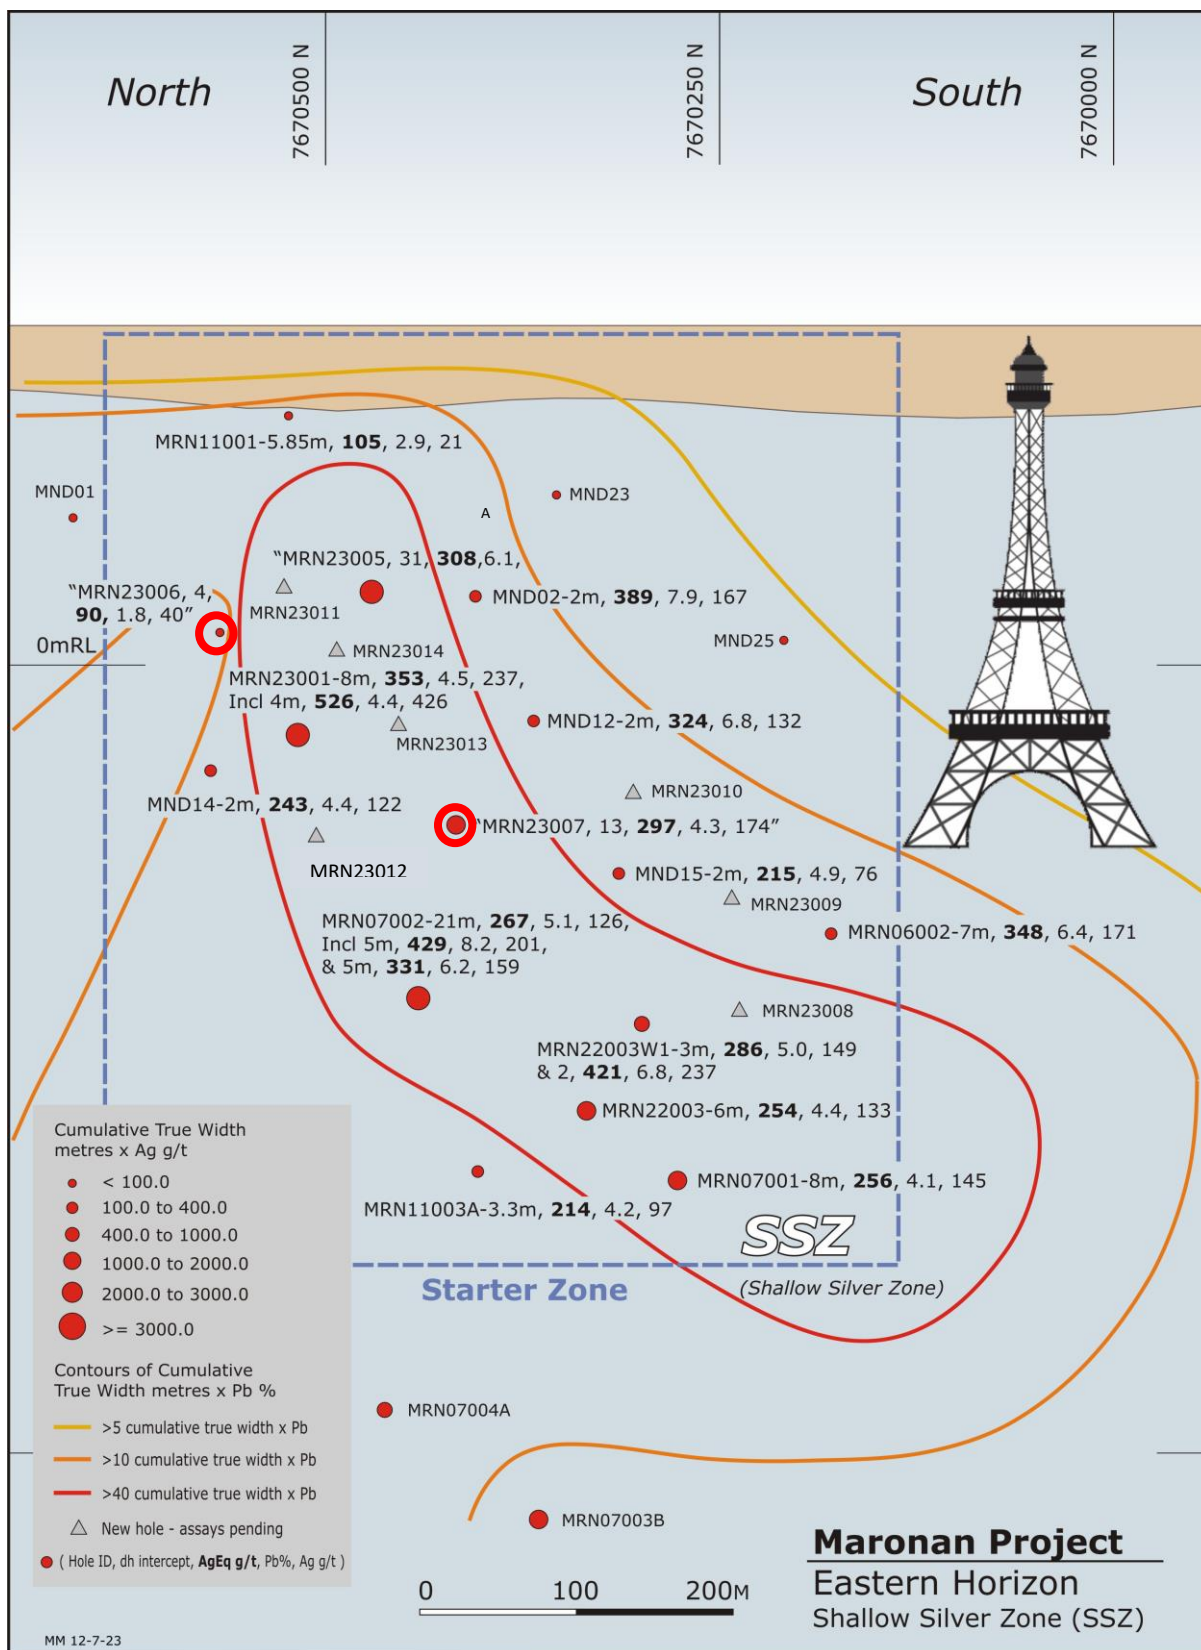 North
7670500 N
7670250 N
South
7670000 N
MRN11001-5.85m, 105, 2.9, 21
MND01
MND23
A
"MRN23005, 31, 308,6.1,
"MRN23006, 4,
90, 1.8, 40"
MRN23011
MND02-2m, 389, 7.9, 167
0mRL
MND25
MRN23014
MRN23001-8m, 353, 4.5, 237,
Incl 4m, 526, 4.4, 426
MND12-2m, 324, 6.8, 132
MRN23013
MND14-2m, 243, 4.4, 122
MRN23010
"MRN23007, 13, 297, 4.3, 174"
MRN23012
MND15-2m, 215, 4.9, 76
MRN23009
MRN07002-21m, 267, 5.1, 126,
Incl 5m, 429, 8.2, 201,
& 5m, 331, 6.2, 159
MRN06002-7m, 348, 6.4, 171
MRN23008
MRN22003W1-3m, 286, 5.0, 149
& 2, 421, 6.8, 237
MRN22003-6m, 254, 4.4, 133
MRN07001-8m, 256, 4.1, 145
MRN11003A-3.3m, 214, 4.2, 97
SSZ
(Shallow Silver Zone)
Starter Zone
Cumulative True Width
metres x Ag g/t
< 100.0
100.0 to 400.0
400.0 to 1000.0
1000.0 to 2000.0
2000.0 to 3000.0
>= 3000.0
Contours of Cumulative
True Width metres x Pb %
>5 cumulative true width x Pb
>10 cumulative true width x Pb
>40 cumulative true width x Pb
New hole - assays pending
( Hole ID, dh intercept, AgEq g/t, Pb%, Ag g/t )
MRN07004A
MRN07003B
0 100 200M
Maronan Project
Eastern Horizon
Shallow Silver Zone (SSZ)
MM 12-7-23